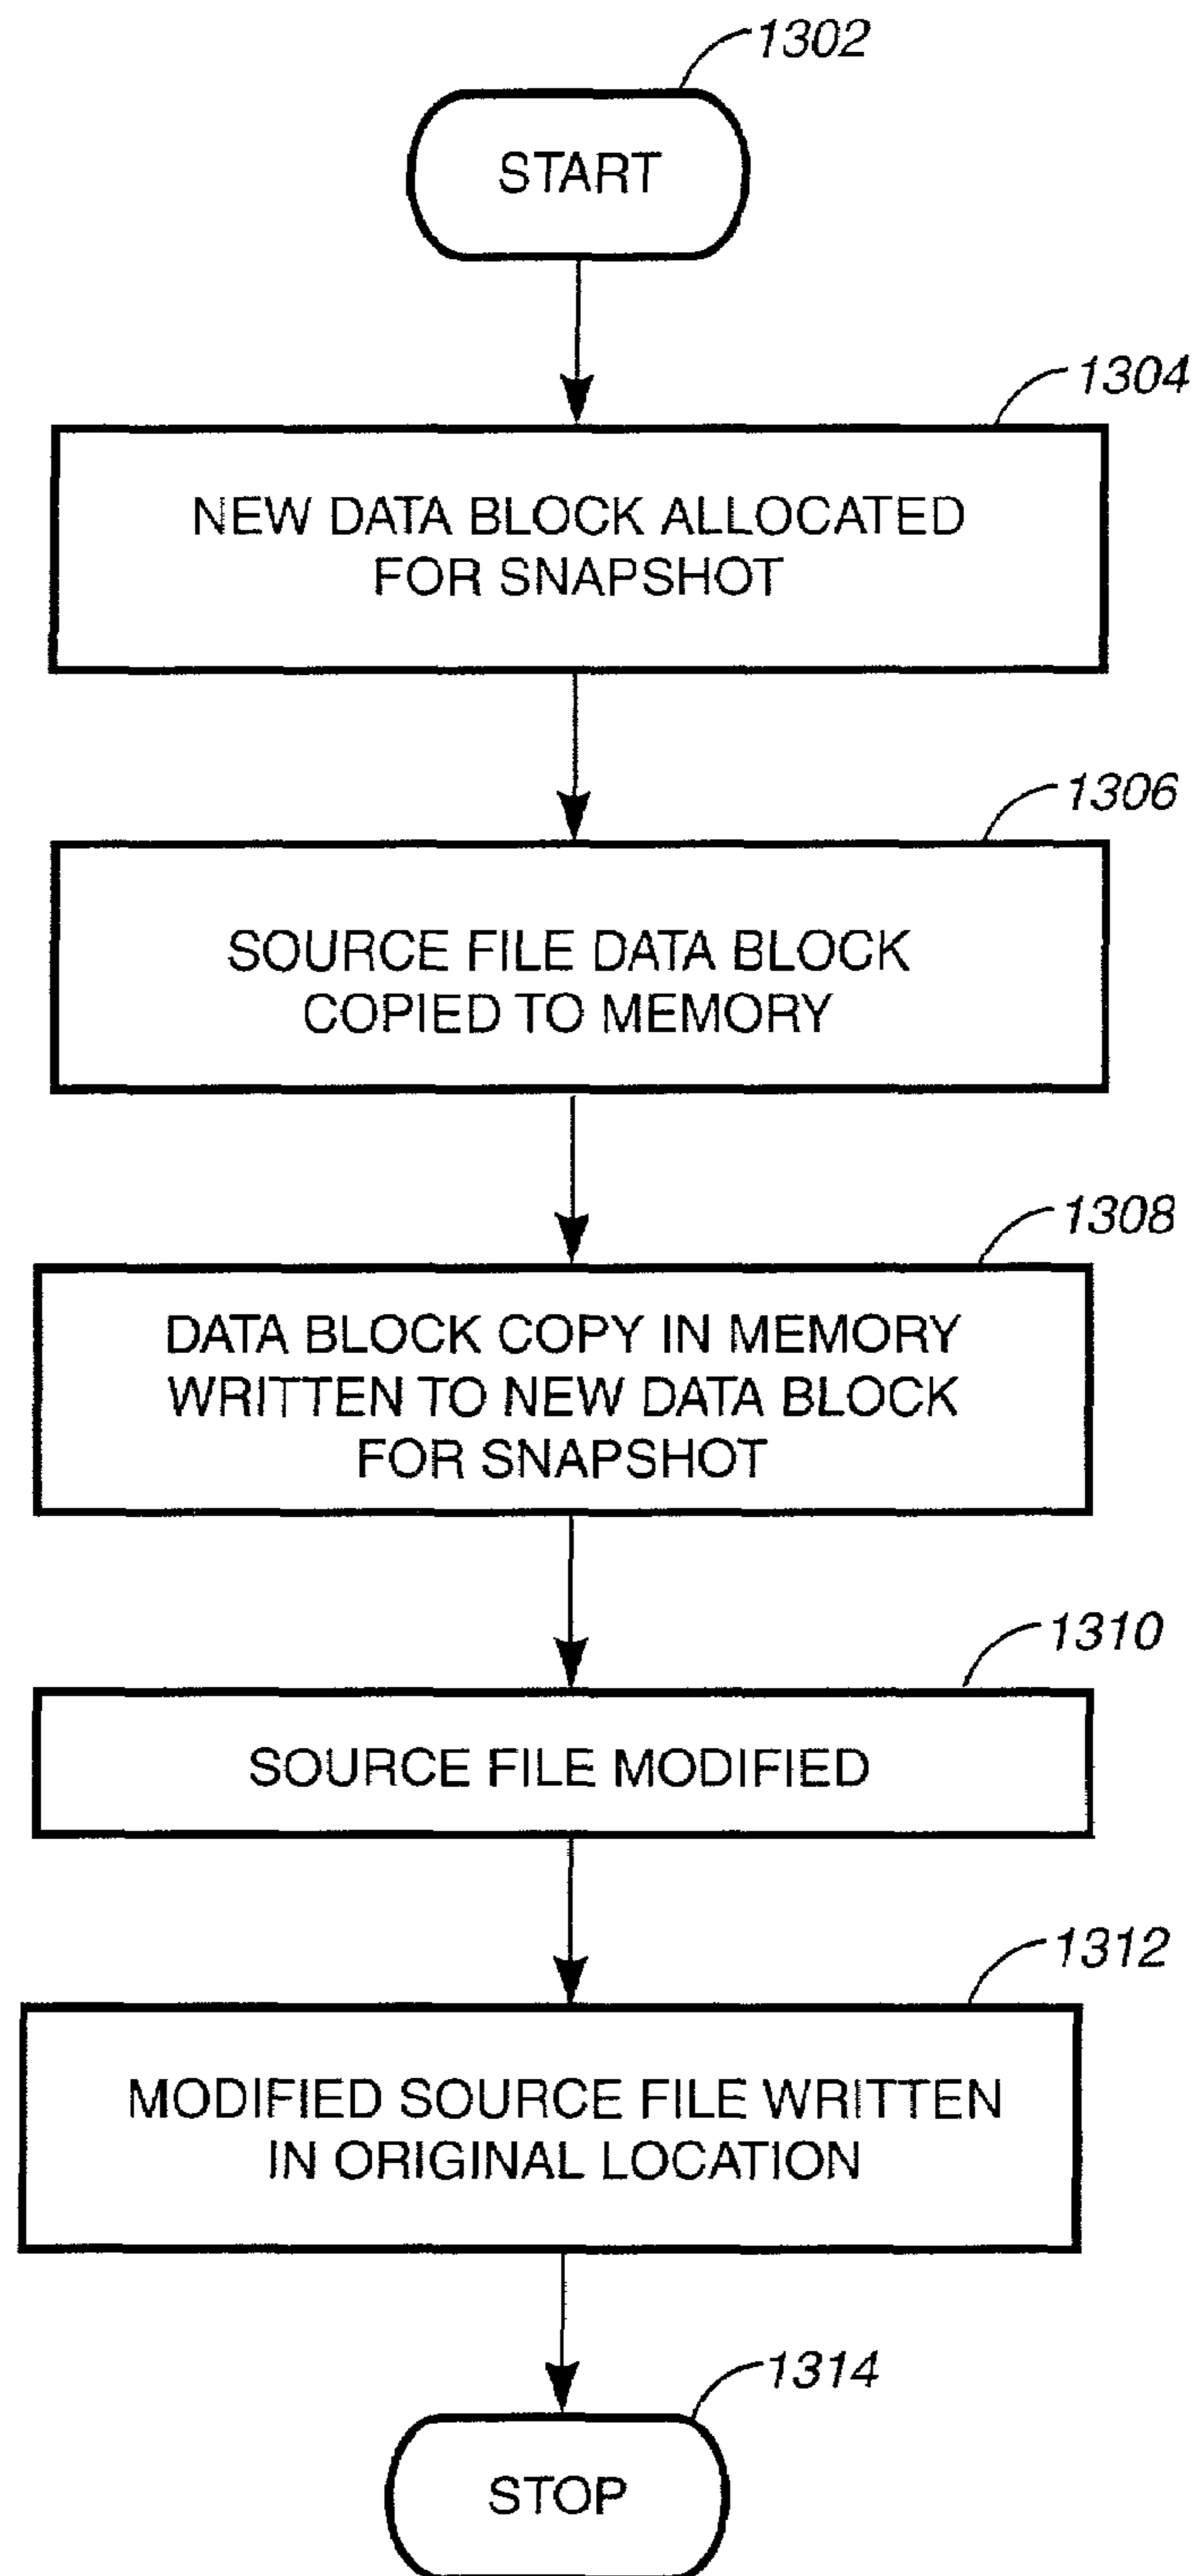 1302
START
1304
NEW DATA BLOCK ALLOCATED
FOR SNAPSHOT
1306
SOURCE FILE DATA BLOCK
COPIED TO MEMORY
1308
DATA BLOCK COPY IN MEMORY
WRITTEN TO NEW DATA BLOCK
FOR SNAPSHOT
1310
SOURCE FILE MODIFIED
1312
MODIFIED SOURCE FILE WRITTEN
IN ORIGINAL LOCATION
1314
STOP